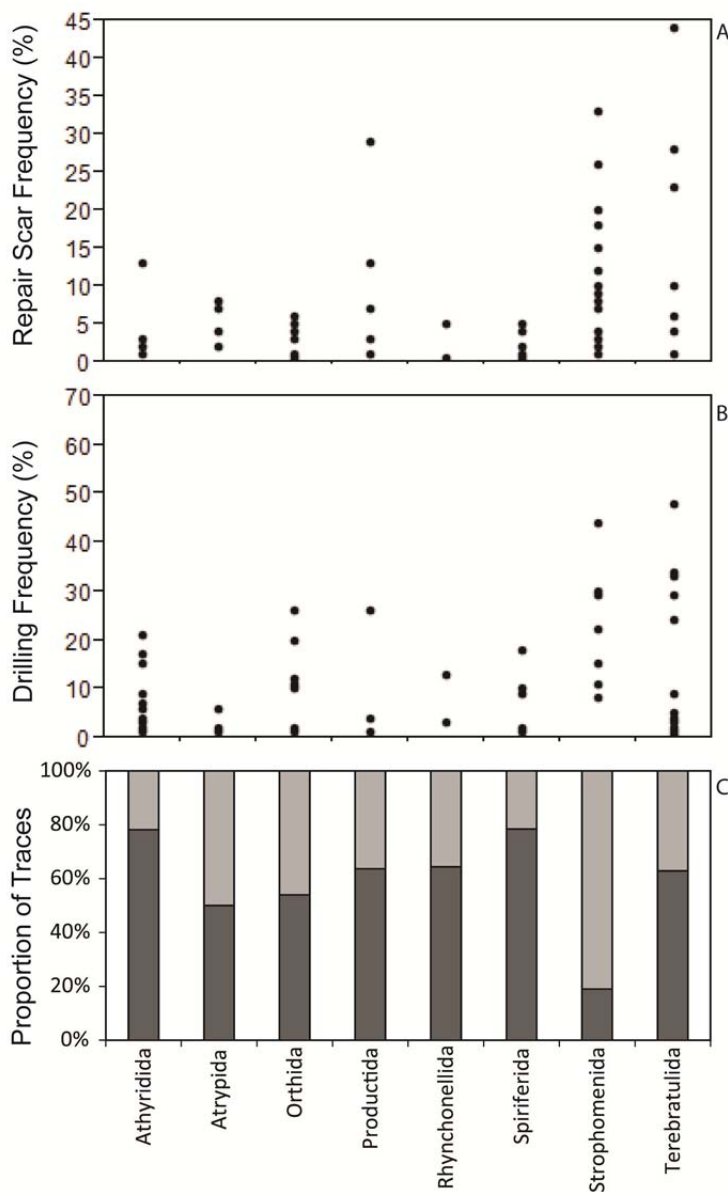 A
Repair Scar Frequency (%)
45
40
35
30
25
20
15
10
5
0
B
Drilling Frequency (%)
70
60
50
40
30
20
10
0
C
Proportion of Traces
100%
80%
60%
40%
20%
0%
Athyridida
Atrypida
Orthida
Productida
Rhynchonellida
Spiriferida
Strophomenida
Terebratulida